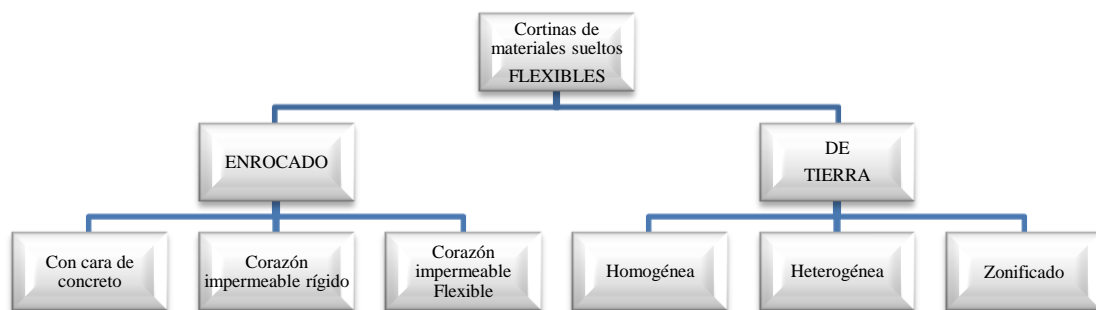 Cortinas de
materiales sueltos
FLEXIBLES
ENROCADO
DE
TIERRA
Con cara de
concreto
Corazón
impermeable rígido
Corazón
impermeable
Flexible
Homogénea
Heterogénea
Zonificado